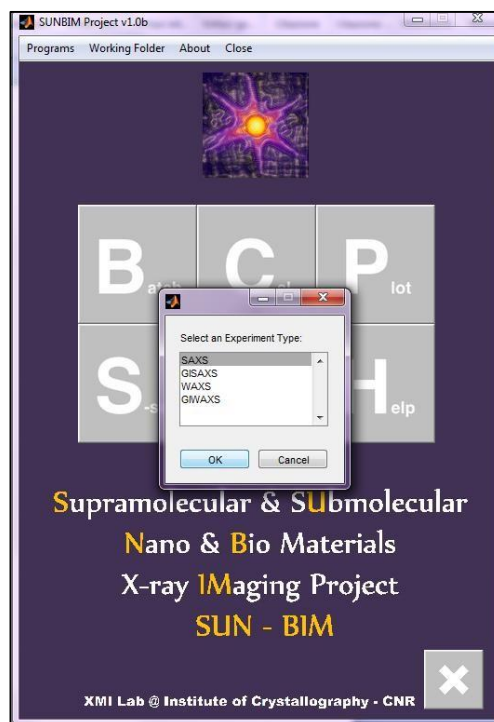 SUNBIM Project v1.0b
Programs Working Folder About Close
B C P lot
Select an Experiment Type:
SAXS
GISAXS
WAXS
GIWAXS
S H elp
OK Cancel
Supramolecular & SUbmolecular
Nano & Bio Materials
X-ray IMaging Project
SUN - BIM
XMI Lab @ Institute of Crystallography - CNR